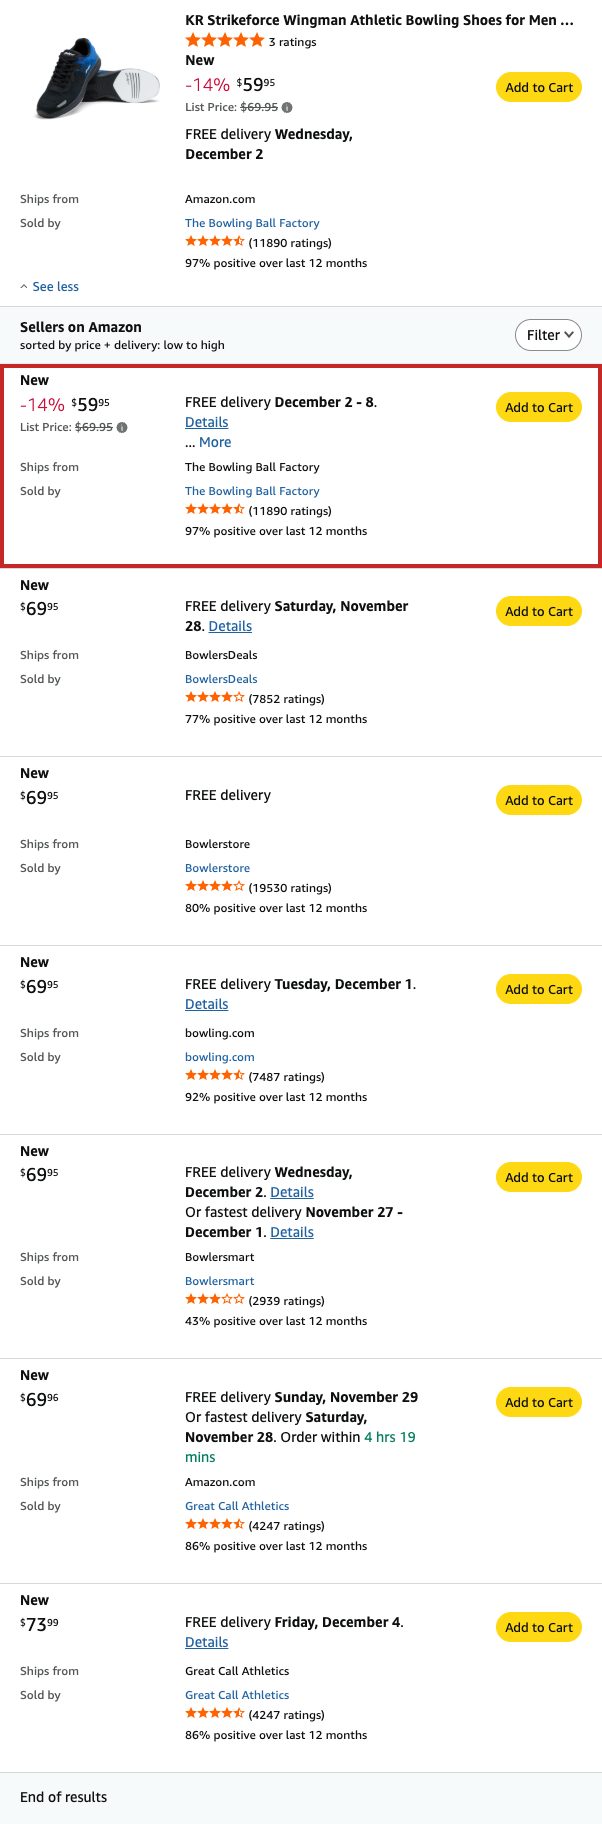 KR Strikeforce Wingman Athletic Bowling Shoes for Men ...
3 ratings
New
-14% $59.95
List Price: $69.95
Add to Cart
FREE delivery Wednesday,
December 2
Ships from Amazon.com
Sold by The Bowling Ball Factory
(11890 ratings)
97% positive over last 12 months
See less
Sellers on Amazon
sorted by price + delivery: low to high
Filter
New
-14% $59.95
List Price: $69.95
FREE delivery December 2 - 8.
Details
... More
Add to Cart
Ships from The Bowling Ball Factory
Sold by The Bowling Ball Factory
(11890 ratings)
97% positive over last 12 months
New
$69.95
FREE delivery Saturday, November
28. Details
Add to Cart
Ships from BowlersDeals
Sold by BowlersDeals
(7852 ratings)
77% positive over last 12 months
New
$69.95
FREE delivery
Add to Cart
Ships from Bowlerstore
Sold by Bowlerstore
(19530 ratings)
80% positive over last 12 months
New
$69.95
FREE delivery Tuesday, December 1.
Details
Add to Cart
Ships from bowling.com
Sold by bowling.com
(7487 ratings)
92% positive over last 12 months
New
$69.95
FREE delivery Wednesday,
December 2. Details
Or fastest delivery November 27 -
December 1. Details
Add to Cart
Ships from Bowlersmart
Sold by Bowlersmart
(2939 ratings)
43% positive over last 12 months
New
$69.96
FREE delivery Sunday, November 29
Or fastest delivery Saturday,
November 28. Order within 4 hrs 19
mins
Add to Cart
Ships from Amazon.com
Sold by Great Call Athletics
(4247 ratings)
86% positive over last 12 months
New
$73.99
FREE delivery Friday, December 4.
Details
Add to Cart
Ships from Great Call Athletics
Sold by Great Call Athletics
(4247 ratings)
86% positive over last 12 months
End of results